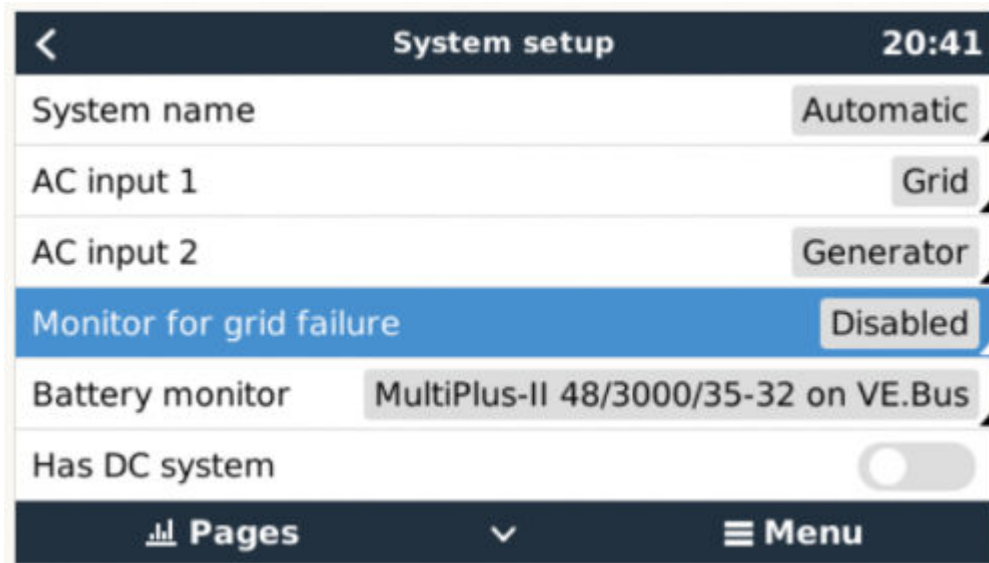 System setup 20:41
System name Automatic
AC input 1 Grid
AC input 2 Generator
Monitor for grid failure Disabled
Battery monitor MultiPlus-II 48/3000/35-32 on VE.Bus
Has DC system
Pages Menu